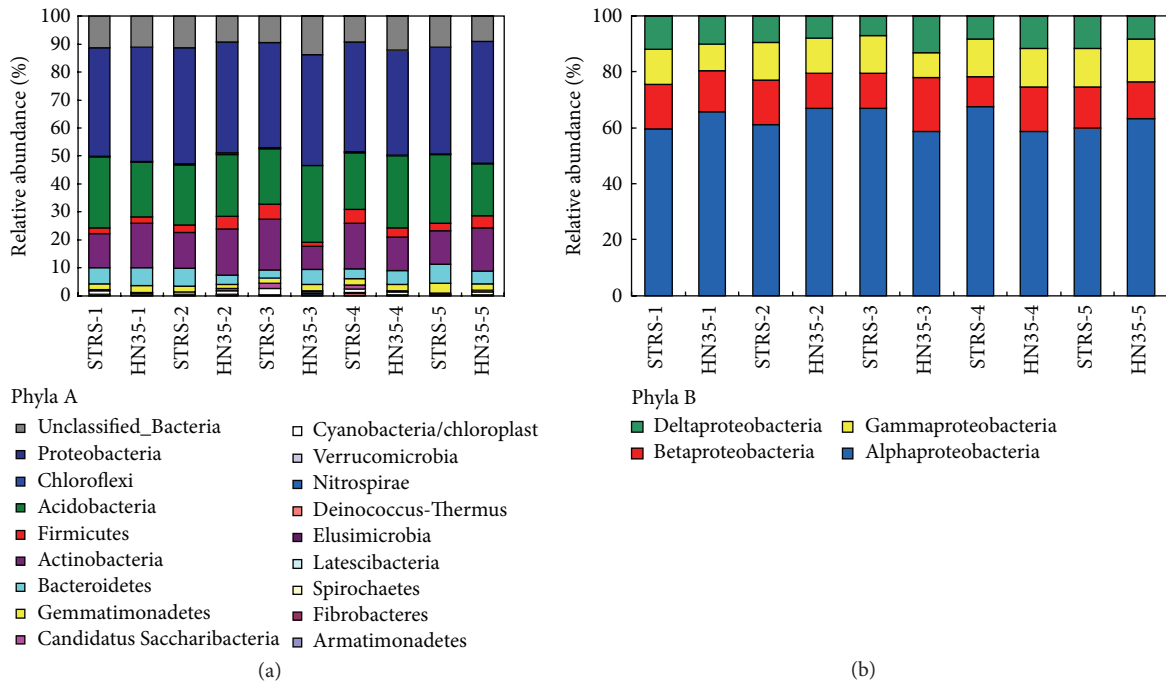 Relative abundance (%)
100
90
80
70
60
50
40
30
20
10
0
STRS-1
HN35-1
STRS-2
HN35-2
STRS-3
HN35-3
STRS-4
HN35-4
STRS-5
HN35-5
Phyla A
Unclassified_Bacteria
Proteobacteria
Chloroflexi
Acidobacteria
Firmicutes
Actinobacteria
Bacteroidetes
Gemmatimonadetes
Candidatus Saccharibacteria
Cyanobacteria/chloroplast
Verrucomicrobia
Nitrospirae
Deinococcus-Thermus
Elusimicrobia
Latescibacteria
Spirochaetes
Fibrobacteres
Armatimonadetes
(a)
Relative abundance (%)
100
80
60
40
20
0
STRS-1
HN35-1
STRS-2
HN35-2
STRS-3
HN35-3
STRS-4
HN35-4
STRS-5
HN35-5
Phyla B
Deltaproteobacteria
Betaproteobacteria
Gammaproteobacteria
Alphaproteobacteria
(b)